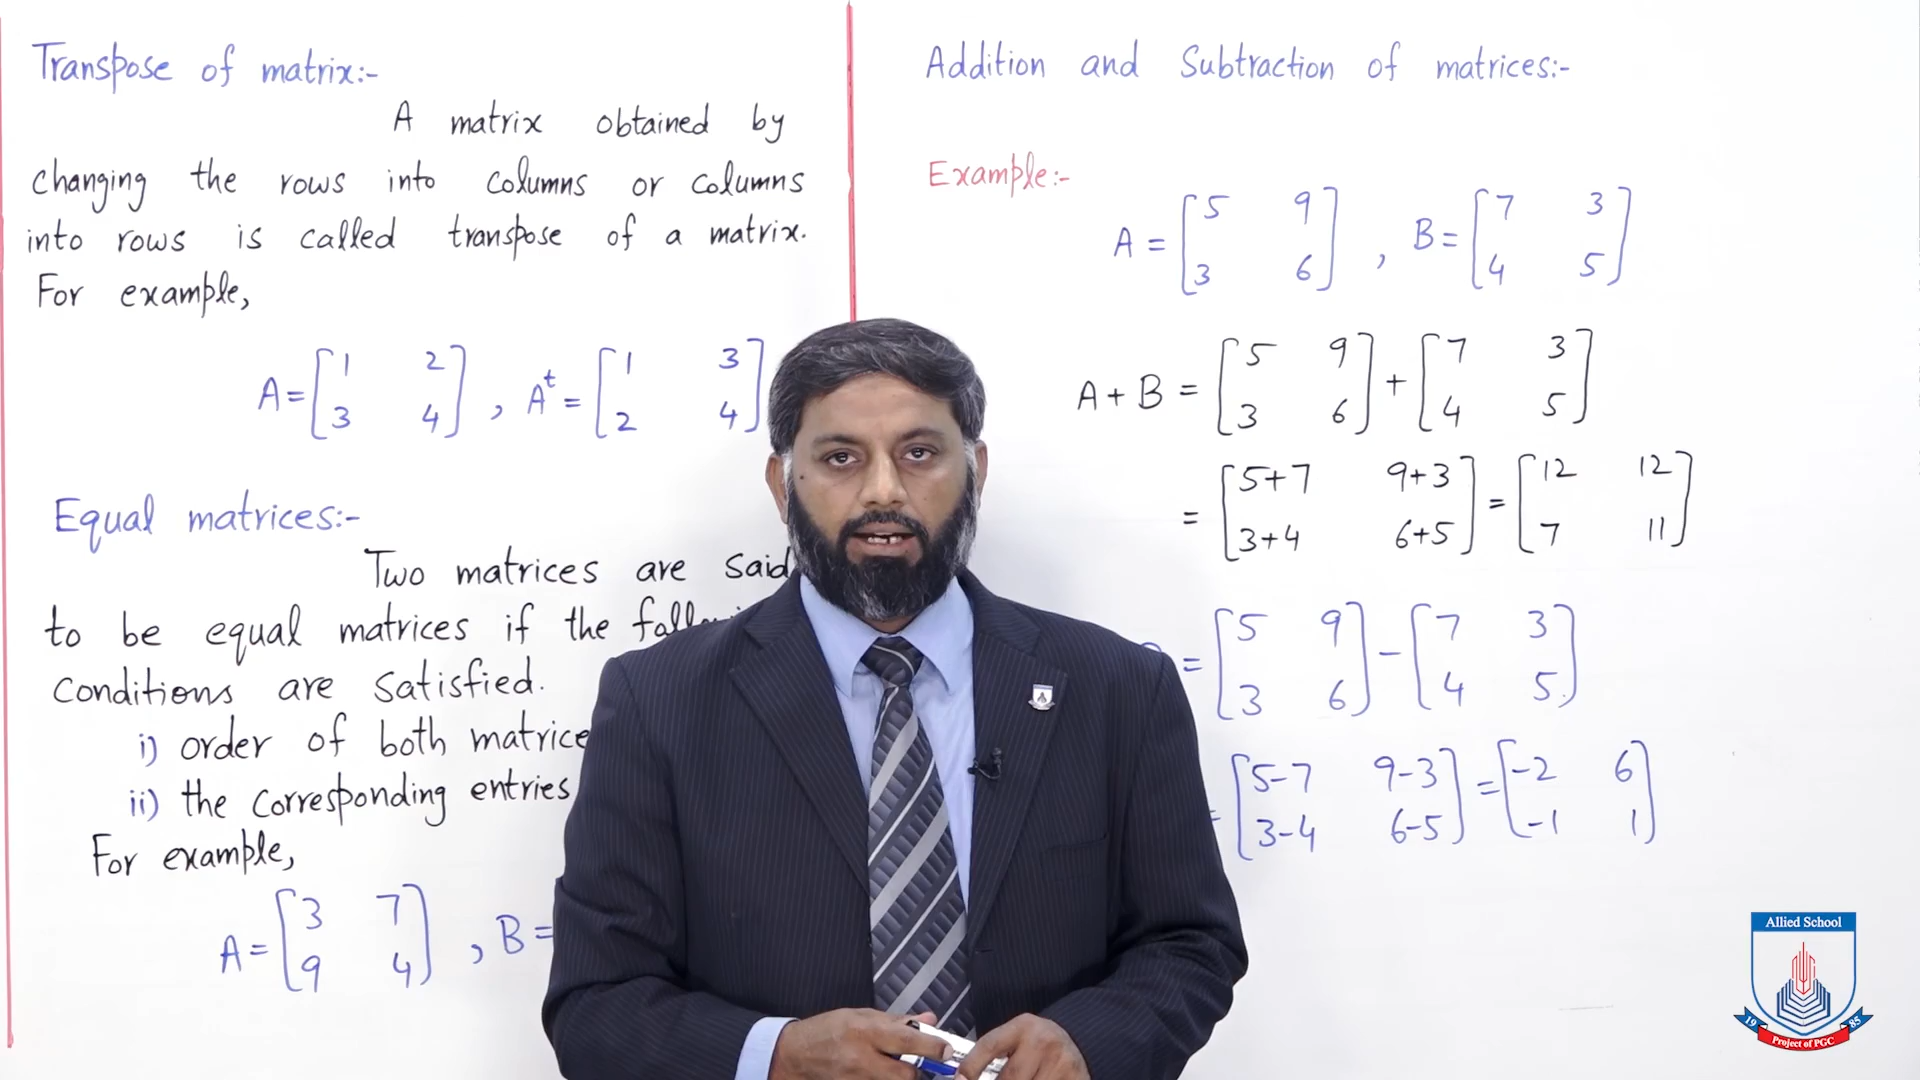 Transpose of matrix:-
A matrix obtained by
changing the rows into columns or columns
into rows is called transpose of a matrix.
For example,
A = [1 2
3 4] , Aᵗ = [1 3
2 4]
Equal matrices:-
Two matrices are said
to be equal matrices if the
conditions are satisfied.
i) order of both
ii) the corresponding entries
For example,
A = [3 7
9 4] , B =
Addition and Subtraction of matrices:-
Example:-
A = [5 9
3 6] , B = [7 3
4 5]
A + B = [5 9
3 6] + [7 3
4 5]
= [5+7 9+3
3+4 6+5] = [12 12
7 11]
= [5 9
3 6] - [7 3
4 5]
= [5-7 9-3
3-4 6-5] = [-2 6
-1 1]
Allied School
19 85
Project of PGC